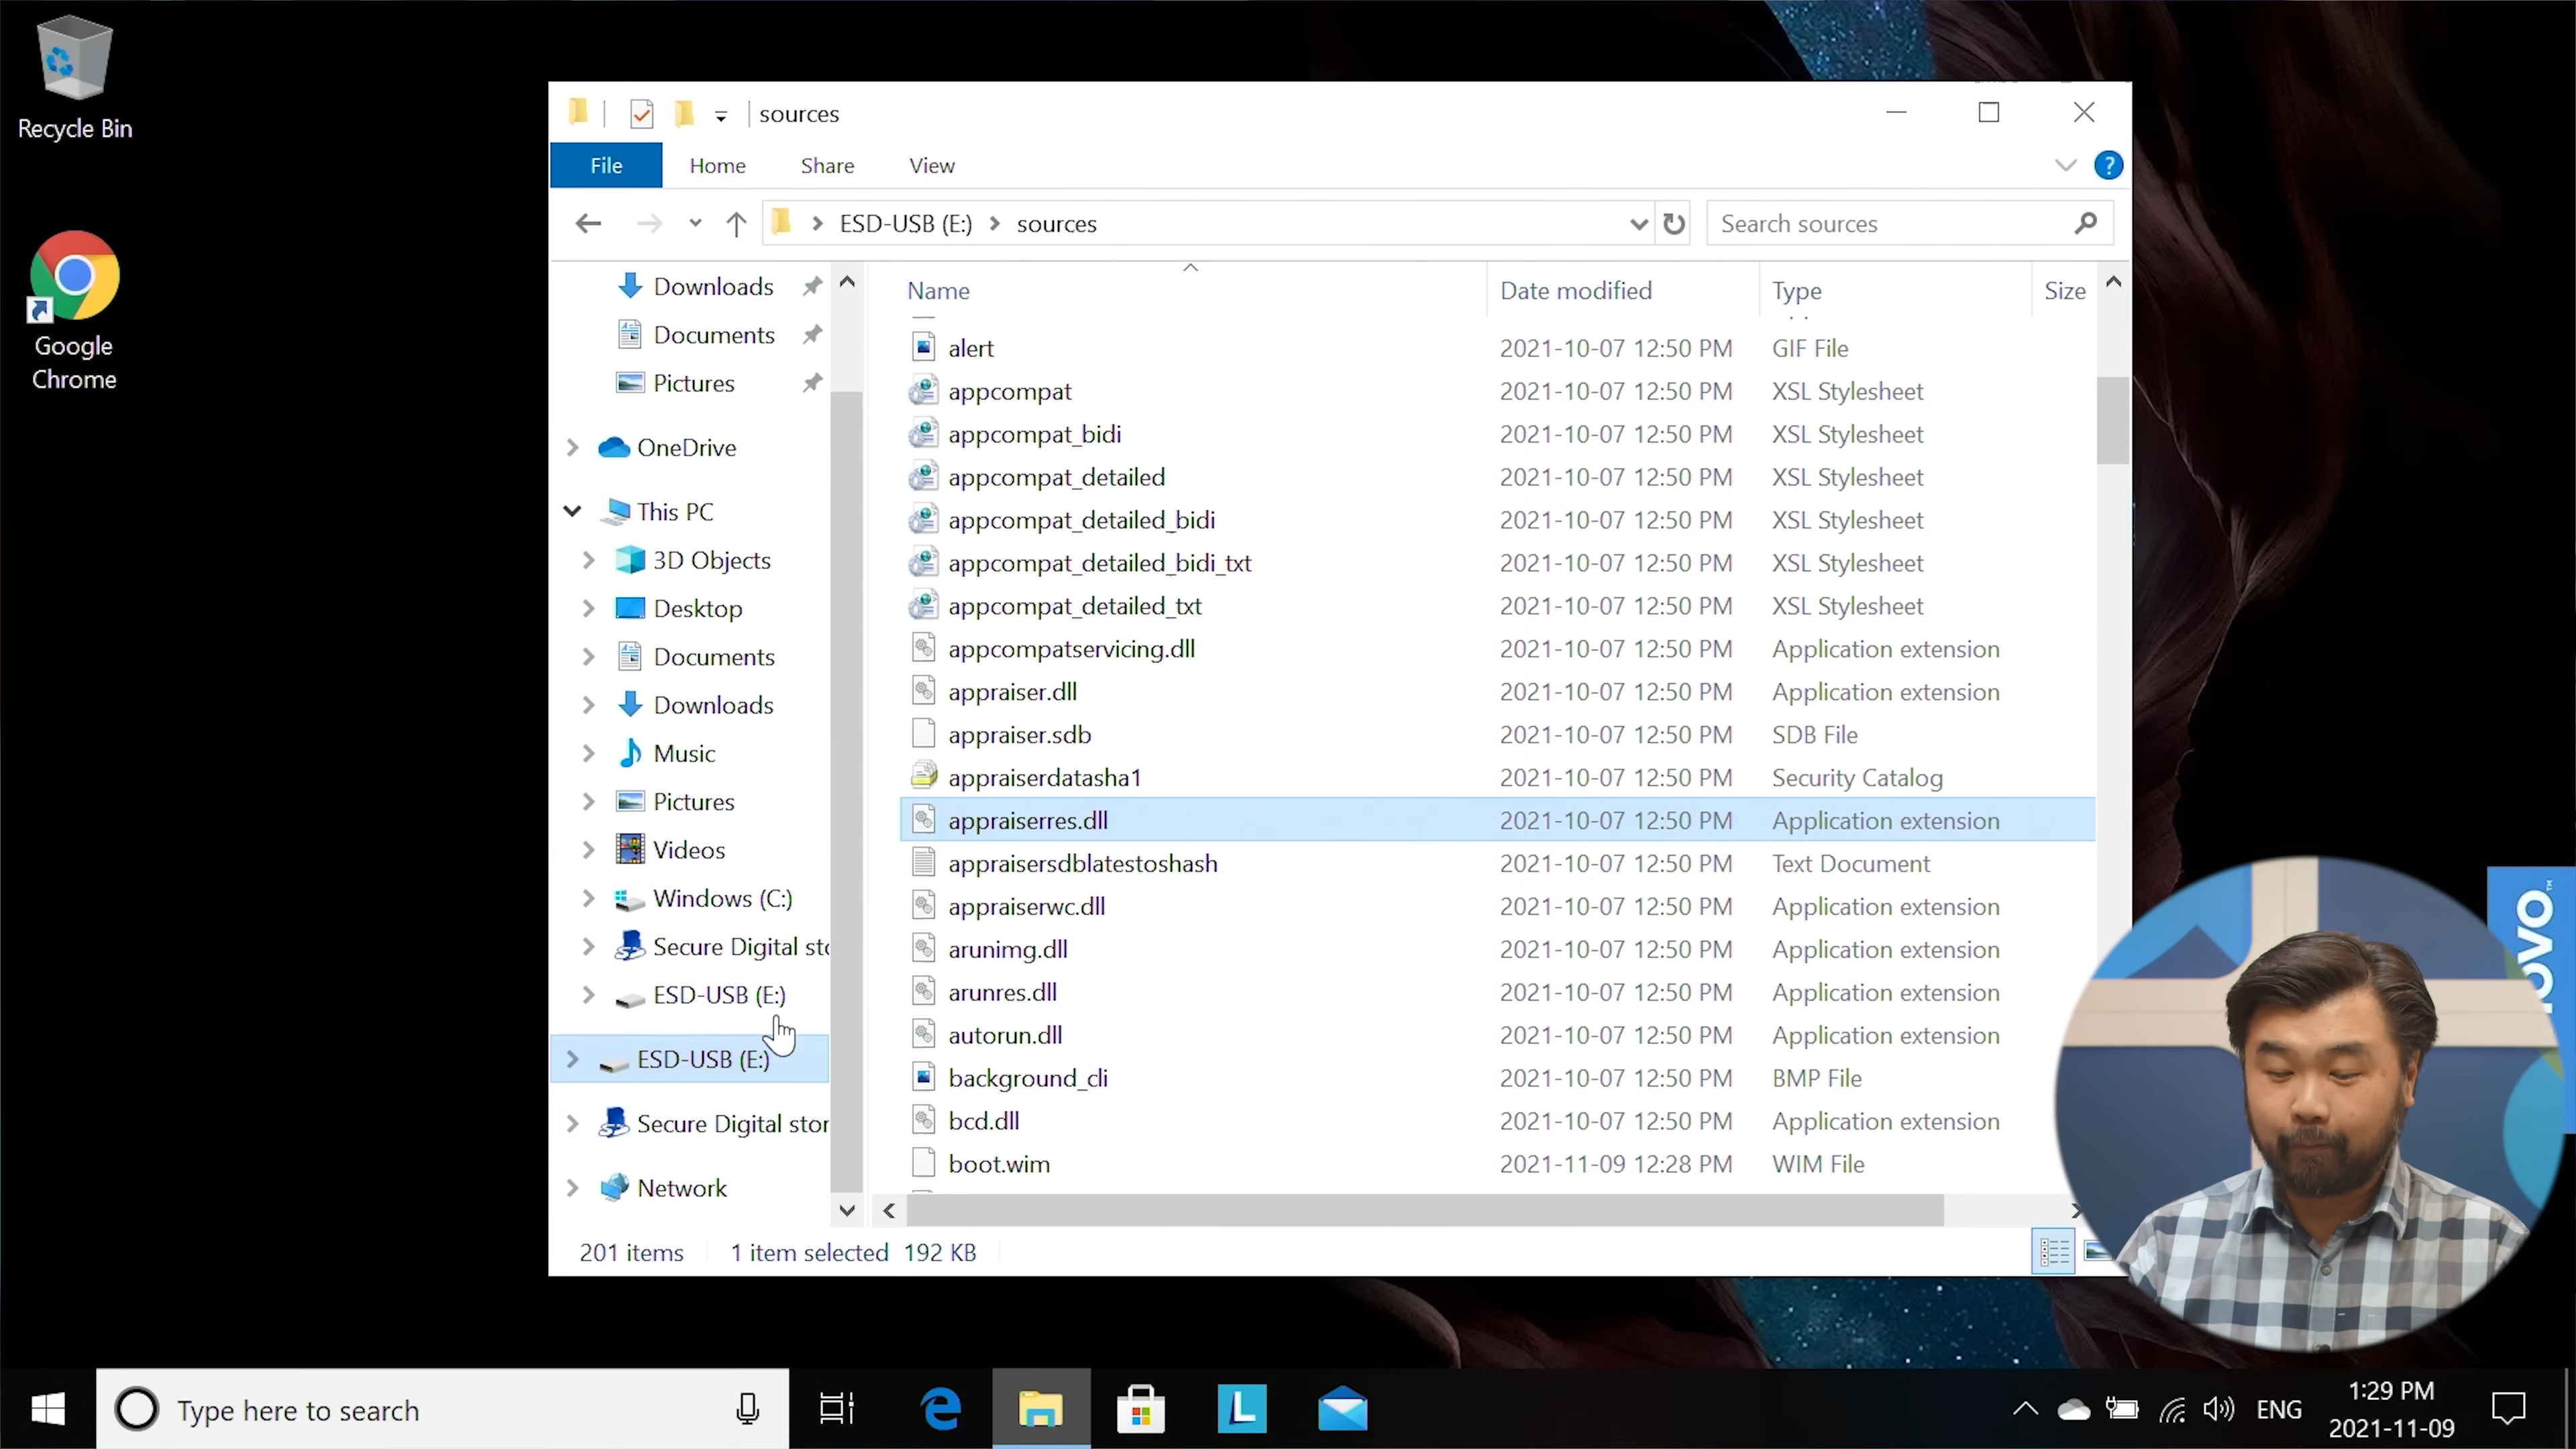 Recycle Bin
Google
Chrome
sources
File Home Share View
ESD-USB (E:) sources
Search sources
Downloads
Documents
Pictures
OneDrive
This PC
3D Objects
Desktop
Documents
Downloads
Music
Pictures
Videos
Windows (C:)
Secure Digital sto
ESD-USB (E:)
ESD-USB (E:)
Secure Digital stor
Network
Name Date modified Type Size
alert 2021-10-07 12:50 PM GIF File
appcompat 2021-10-07 12:50 PM XSL Stylesheet
appcompat_bidi 2021-10-07 12:50 PM XSL Stylesheet
appcompat_detailed 2021-10-07 12:50 PM XSL Stylesheet
appcompat_detailed_bidi 2021-10-07 12:50 PM XSL Stylesheet
appcompat_detailed_bidi_txt 2021-10-07 12:50 PM XSL Stylesheet
appcompat_detailed_txt 2021-10-07 12:50 PM XSL Stylesheet
appcompatservicing.dll 2021-10-07 12:50 PM Application extension
appraiser.dll 2021-10-07 12:50 PM Application extension
appraiser.sdb 2021-10-07 12:50 PM SDB File
appraiserdatasha1 2021-10-07 12:50 PM Security Catalog
appraiserres.dll 2021-10-07 12:50 PM Application extension
appraisersdblatestoshash 2021-10-07 12:50 PM Text Document
appraiserwc.dll 2021-10-07 12:50 PM Application extension
arunimg.dll 2021-10-07 12:50 PM Application extension
arunres.dll 2021-10-07 12:50 PM Application extension
autorun.dll 2021-10-07 12:50 PM Application extension
background_cli 2021-10-07 12:50 PM BMP File
bcd.dll 2021-10-07 12:50 PM Application extension
boot.wim 2021-11-09 12:28 PM WIM File
201 items 1 item selected 192 KB
Type here to search
ENG
1:29 PM
2021-11-09